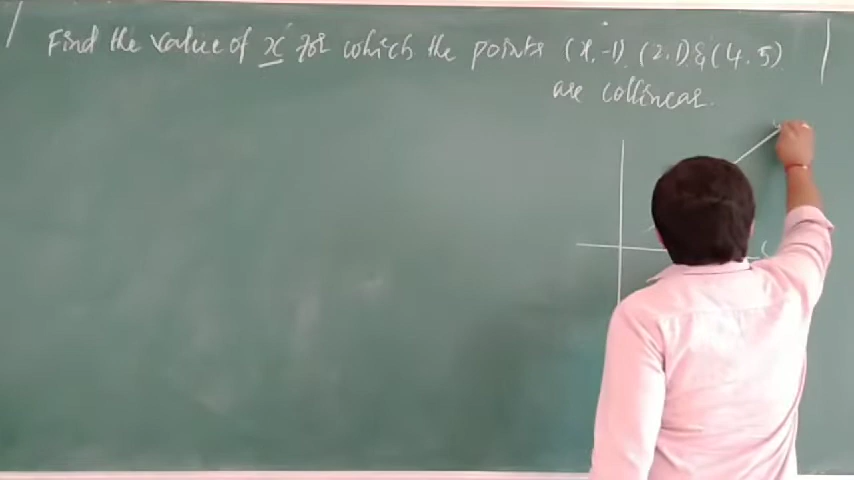 Find the value of x for which the points (x,-1), (2,1) & (4,5)
are collinear.